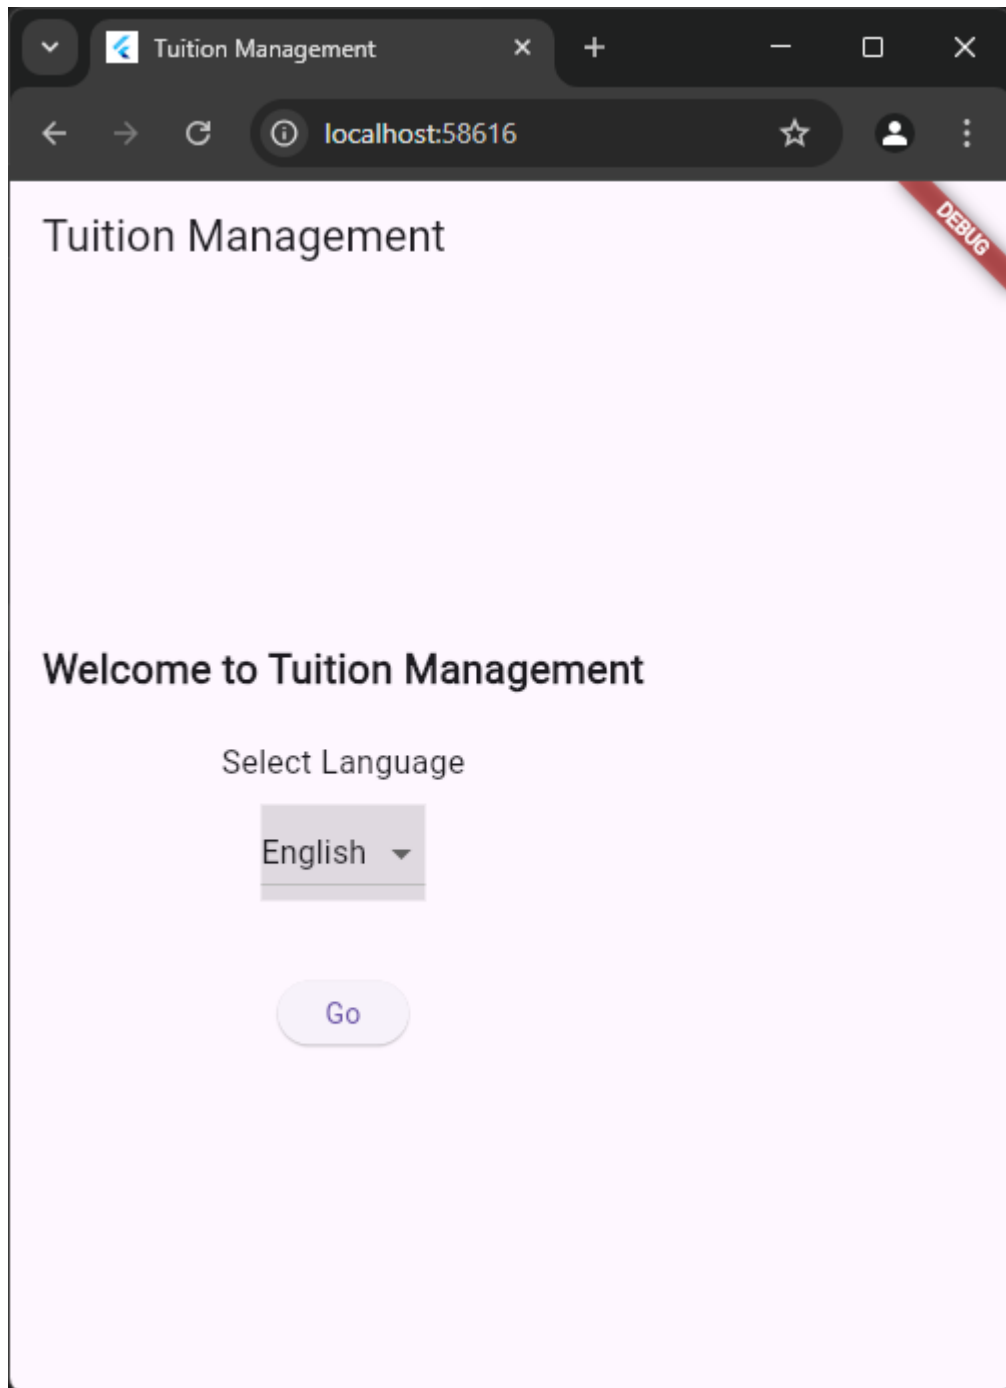 Tuition Management
localhost:58616
Tuition Management
DEBUG
Welcome to Tuition Management
Select Language
English
Go